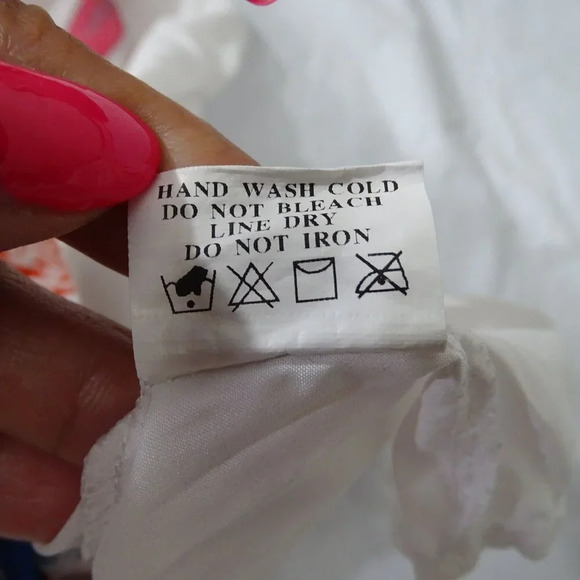 HAND WASH COLD
DO NOT BLEACH
LINE DRY
DO NOT IRON